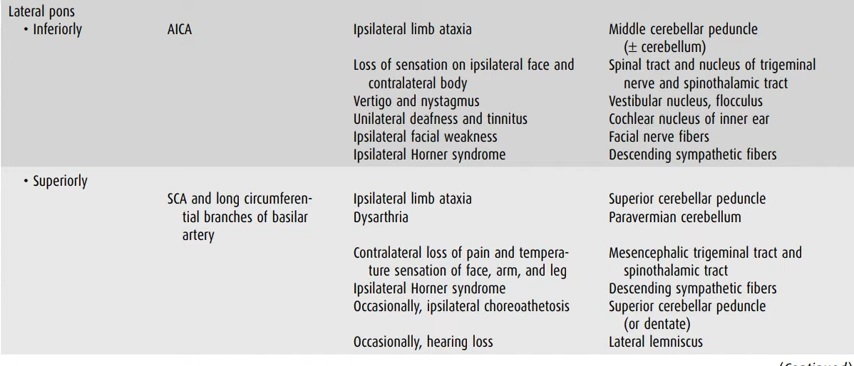 Lateral pons
• Inferiorly AICA Ipsilateral limb ataxia Middle cerebellar peduncle
(± cerebellum)
Loss of sensation on ipsilateral face and Spinal tract and nucleus of trigeminal
contralateral body nerve and spinothalamic tract
Vertigo and nystagmus Vestibular nucleus, flocculus
Unilateral deafness and tinnitus Cochlear nucleus of inner ear
Ipsilateral facial weakness Facial nerve fibers
Ipsilateral Horner syndrome Descending sympathetic fibers
• Superiorly
SCA and long circumferen- Ipsilateral limb ataxia Superior cerebellar peduncle
tial branches of basilar Dysarthria Paravermian cerebellum
artery
Contralateral loss of pain and tempera- Mesencephalic trigeminal tract and
ture sensation of face, arm, and leg spinothalamic tract
Ipsilateral Horner syndrome Descending sympathetic fibers
Occasionally, ipsilateral choreoathetosis Superior cerebellar peduncle
(or dentate)
Occasionally, hearing loss Lateral lemniscus
(Continued)